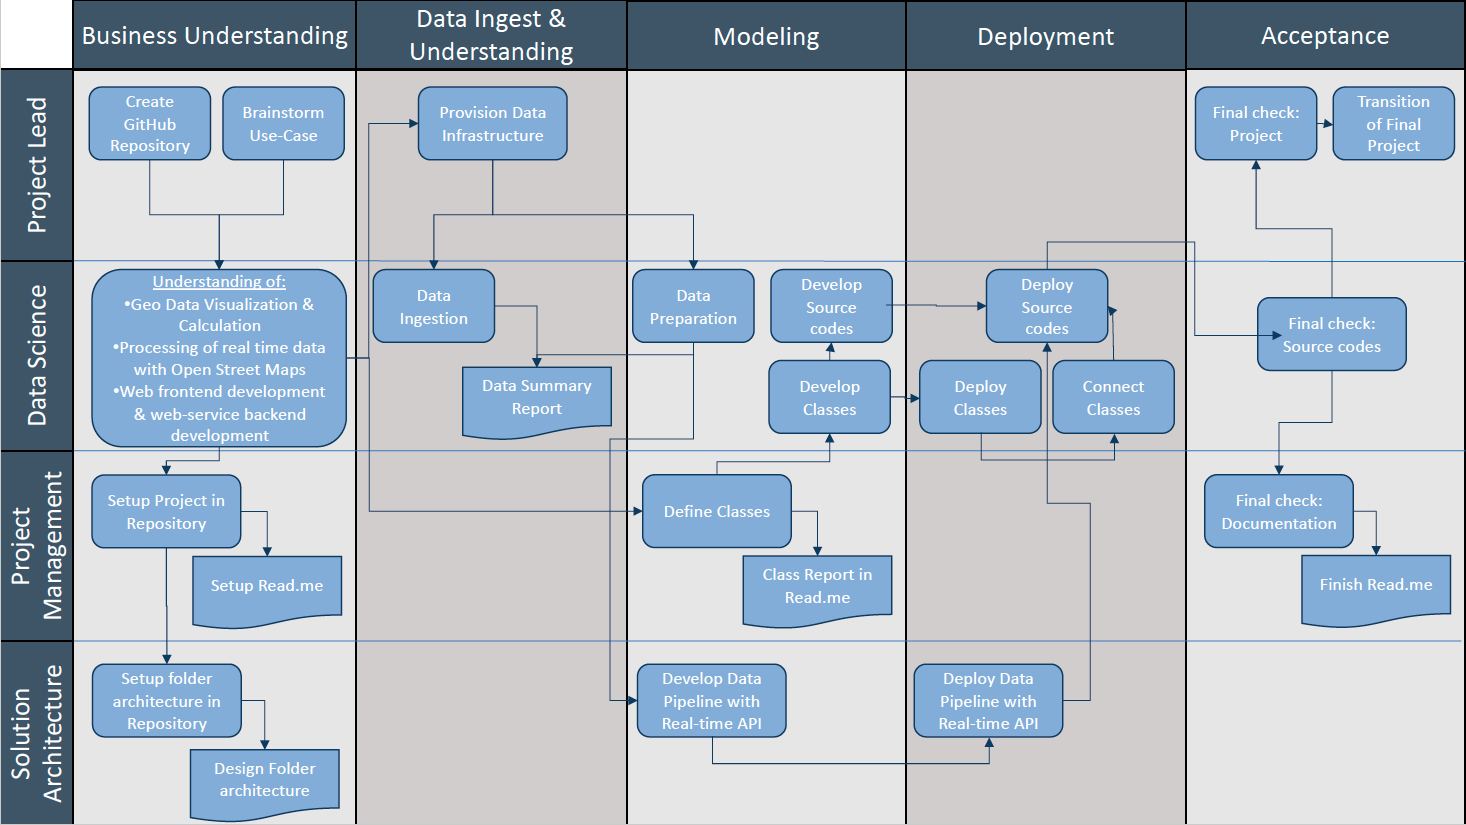 Business Understanding
Data Ingest &
Understanding
Modeling
Deployment
Acceptance
Project Lead
Create
GitHub
Repository
Brainstorm
Use-Case
Provision Data
Infrastructure
Final check:
Project
Transition
of Final
Project
Data Science
Understanding of:
•Geo Data Visualization &
Calculation
•Processing of real time data
with Open Street Maps
•Web frontend development
& web-service backend
development
Data
Ingestion
Data Summary
Report
Data
Preparation
Develop
Source
codes
Develop
Classes
Deploy
Source
codes
Deploy
Classes
Connect
Classes
Final check:
Source codes
Project
Management
Setup Project in
Repository
Setup Read.me
Define Classes
Class Report in
Read.me
Final check:
Documentation
Finish Read.me
Solution
Architecture
Setup folder
architecture in
Repository
Design Folder
architecture
Develop Data
Pipeline with
Real-time API
Deploy Data
Pipeline with
Real-time API